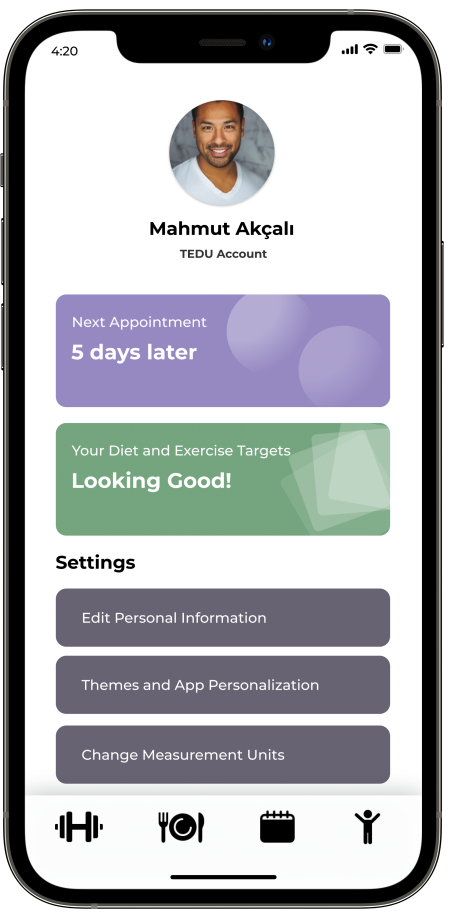 4:20
Mahmut Akçalı
TEDU Account
Next Appointment
5 days later
Your Diet and Exercise Targets
Looking Good!
Settings
Edit Personal Information
Themes and App Personalization
Change Measurement Units